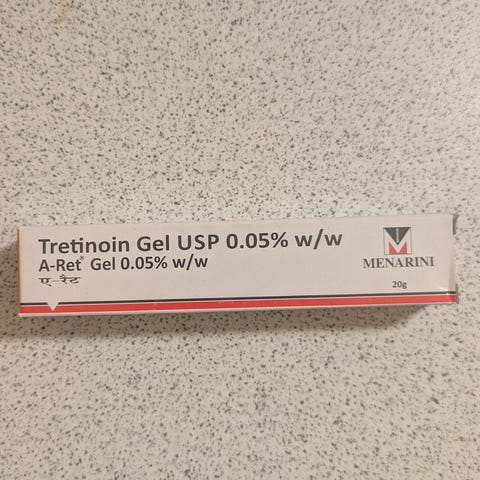 Tretinoin Gel USP 0.05% w/w
A-Ret® Gel 0.05% w/w
ए-रैट
MENARINI
20g